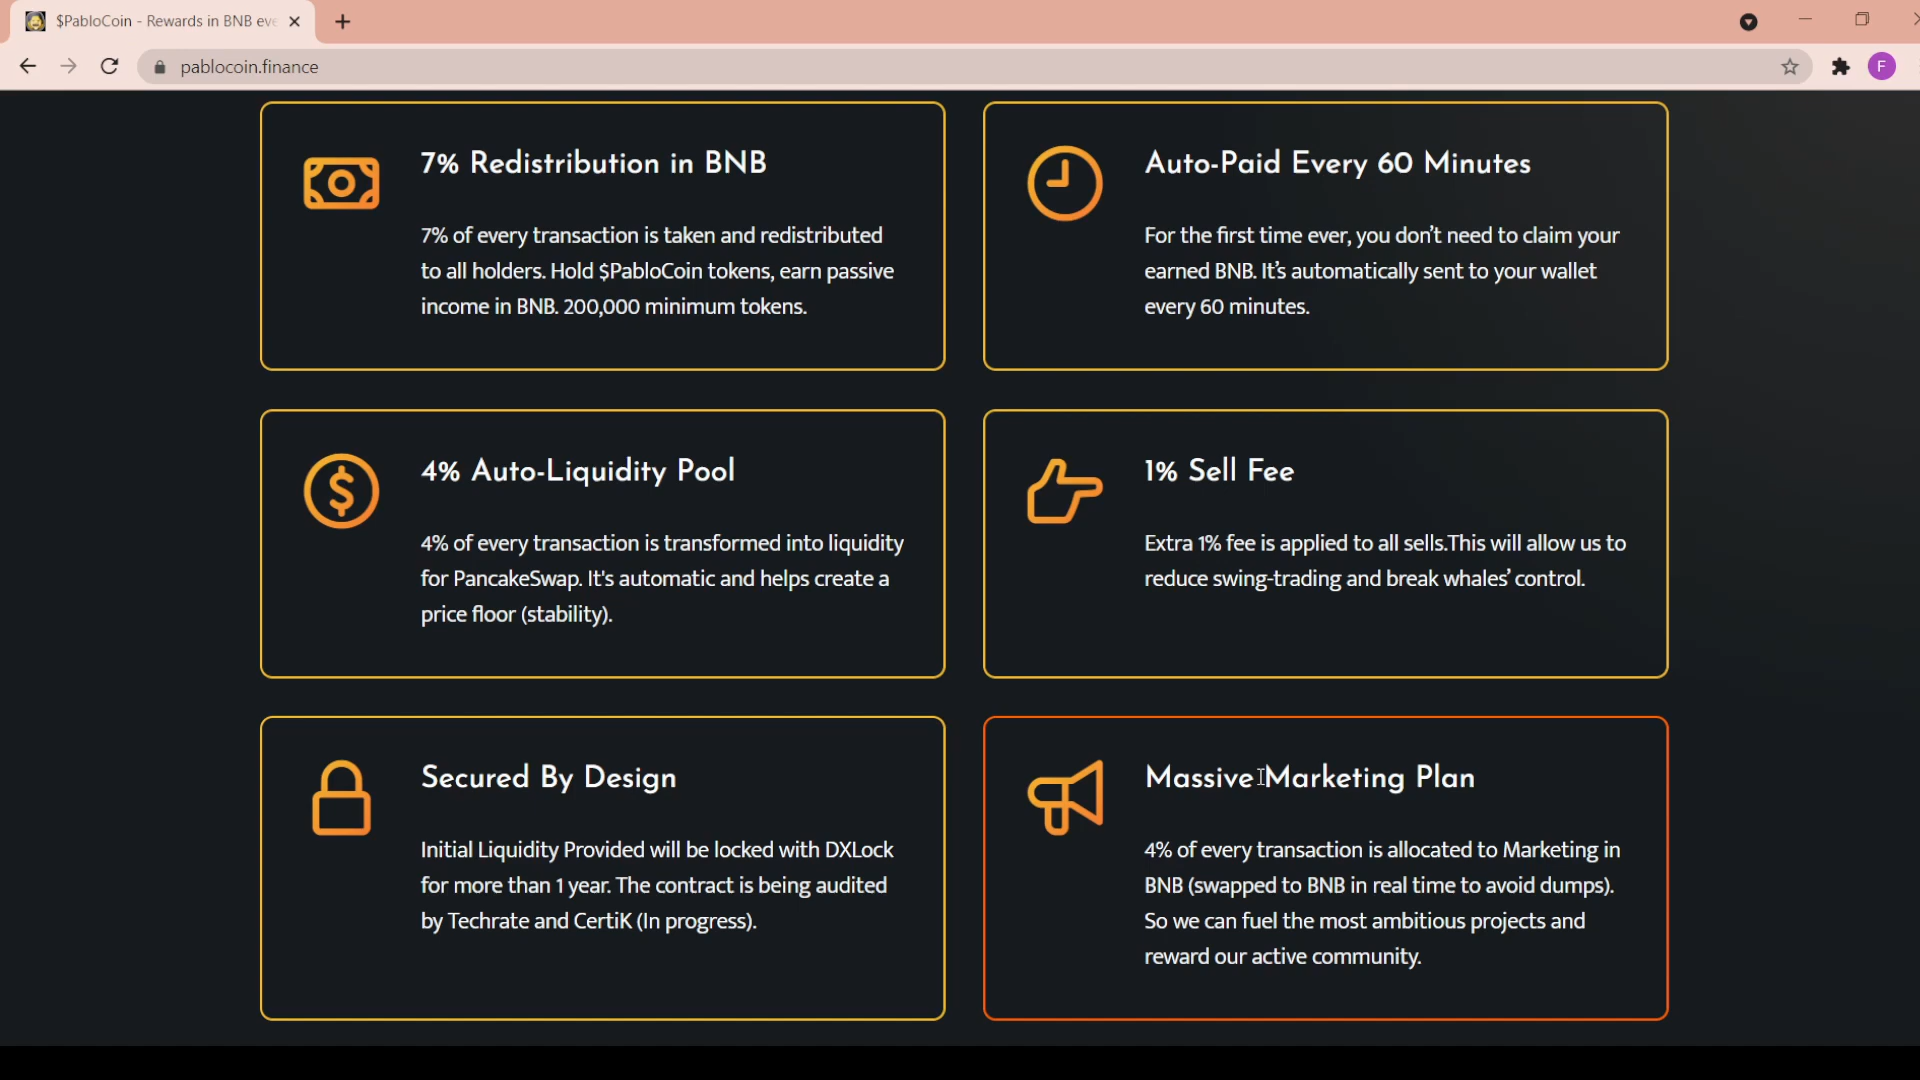 $PabloCoin - Rewards in BNB eve
pablocoin.finance
F
7% Redistribution in BNB
7% of every transaction is taken and redistributed
to all holders. Hold $PabloCoin tokens, earn passive
income in BNB. 200,000 minimum tokens.
Auto-Paid Every 60 Minutes
For the first time ever, you don’t need to claim your
earned BNB. It’s automatically sent to your wallet
every 60 minutes.
4% Auto-Liquidity Pool
4% of every transaction is transformed into liquidity
for PancakeSwap. It's automatic and helps create a
price floor (stability).
1% Sell Fee
Extra 1% fee is applied to all sells.This will allow us to
reduce swing-trading and break whales’ control.
Secured By Design
Initial Liquidity Provided will be locked with DXLock
for more than 1 year. The contract is being audited
by Techrate and CertiK (In progress).
Massive Marketing Plan
4% of every transaction is allocated to Marketing in
BNB (swapped to BNB in real time to avoid dumps).
So we can fuel the most ambitious projects and
reward our active community.